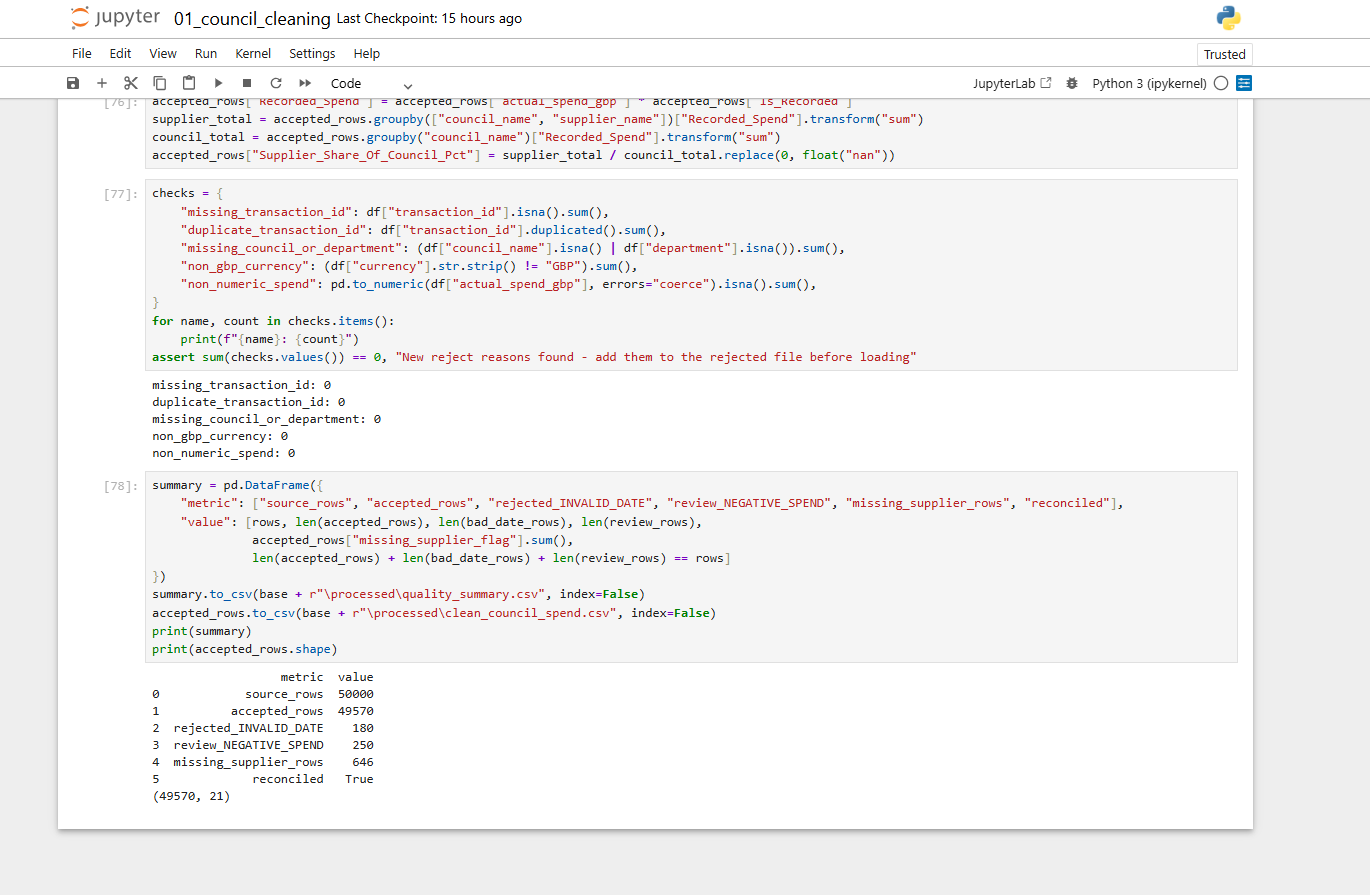 jupyter 01_council_cleaning Last Checkpoint: 15 hours ago
File Edit View Run Kernel Settings Help Trusted
Code JupyterLab Python 3 (ipykernel)
[76]: accepted_rows["Recorded_Spend"] = accepted_rows["actual_spend_gbp"] * accepted_rows["Is_Recorded"]
supplier_total = accepted_rows.groupby(["council_name", "supplier_name"])["Recorded_Spend"].transform("sum")
council_total = accepted_rows.groupby("council_name")["Recorded_Spend"].transform("sum")
accepted_rows["Supplier_Share_Of_Council_Pct"] = supplier_total / council_total.replace(0, float("nan"))
[77]: checks = {
    "missing_transaction_id": df["transaction_id"].isna().sum(),
    "duplicate_transaction_id": df["transaction_id"].duplicated().sum(),
    "missing_council_or_department": (df["council_name"].isna() | df["department"].isna()).sum(),
    "non_gbp_currency": (df["currency"].str.strip() != "GBP").sum(),
    "non_numeric_spend": pd.to_numeric(df["actual_spend_gbp"], errors="coerce").isna().sum(),
}
for name, count in checks.items():
    print(f"{name}: {count}")
assert sum(checks.values()) == 0, "New reject reasons found - add them to the rejected file before loading"
missing_transaction_id: 0
duplicate_transaction_id: 0
missing_council_or_department: 0
non_gbp_currency: 0
non_numeric_spend: 0
[78]: summary = pd.DataFrame({
    "metric": ["source_rows", "accepted_rows", "rejected_INVALID_DATE", "review_NEGATIVE_SPEND", "missing_supplier_rows", "reconciled"],
    "value": [rows, len(accepted_rows), len(bad_date_rows), len(review_rows),
              accepted_rows["missing_supplier_flag"].sum(),
              len(accepted_rows) + len(bad_date_rows) + len(review_rows) == rows]
})
summary.to_csv(base + r"\processed\quality_summary.csv", index=False)
accepted_rows.to_csv(base + r"\processed\clean_council_spend.csv", index=False)
print(summary)
print(accepted_rows.shape)
metric value
0 source_rows 50000
1 accepted_rows 49570
2 rejected_INVALID_DATE 180
3 review_NEGATIVE_SPEND 250
4 missing_supplier_rows 646
5 reconciled True
(49570, 21)